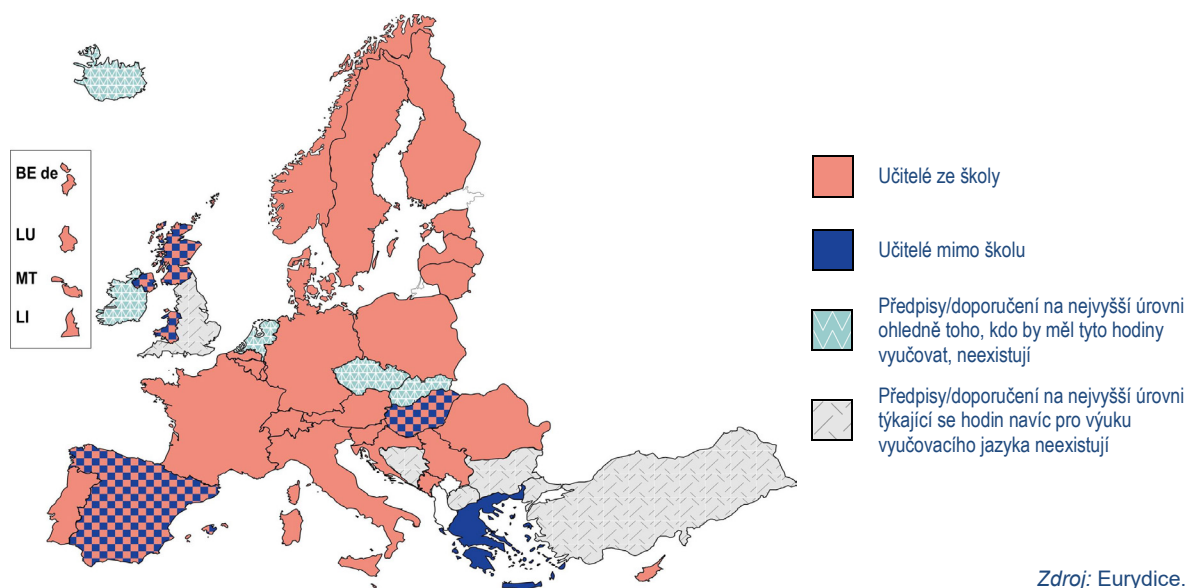 BE de
LU
MT
LI
Učitelé ze školy
Učitelé mimo školu
Předpisy/doporučení na nejvyšší úrovni
ohledně toho, kdo by měl tyto hodiny
vyučovat, neexistují
Předpisy/doporučení na nejvyšší úrovni
týkající se hodin navíc pro výuku
vyučovacího jazyka neexistují
Zdroj: Eurydice.